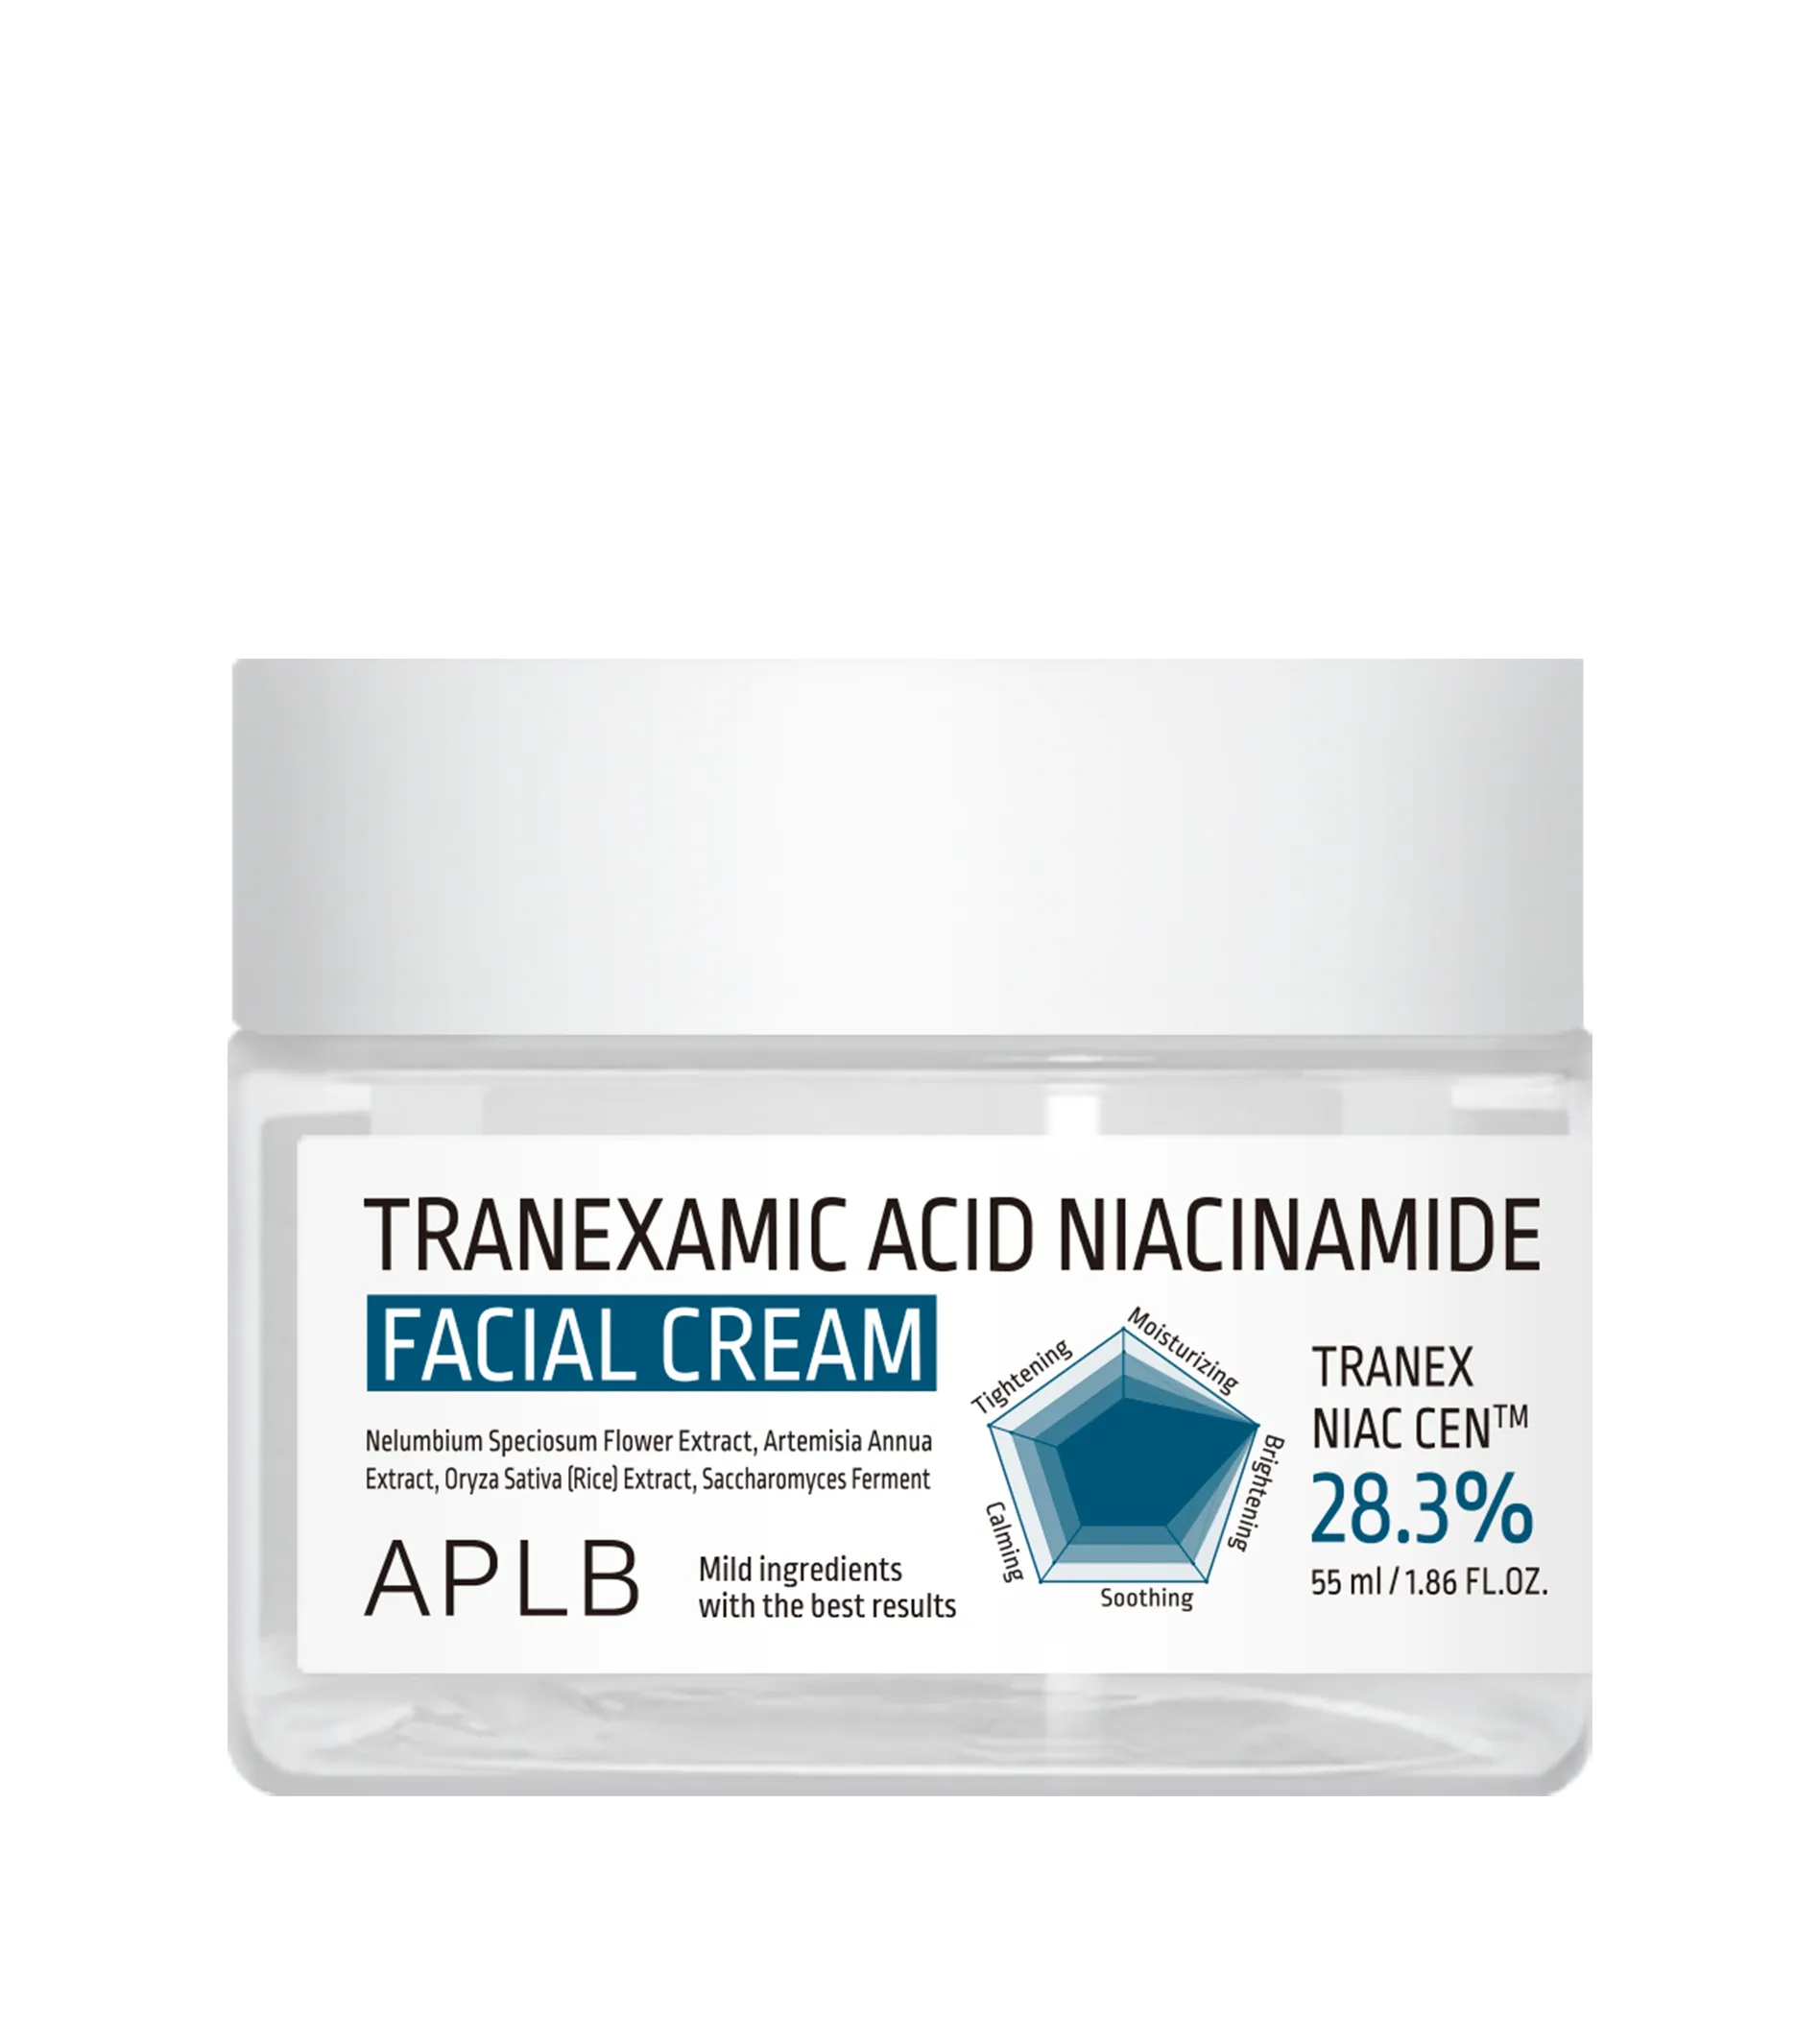 TRANEXAMIC ACID NIACINAMIDE
FACIAL CREAM
Nelumbium Speciosum Flower Extract, Artemisia Annua
Extract, Oryza Sativa (Rice) Extract, Saccharomyces Ferment
APLB
Mild ingredients
with the best results
Moisturizing
Tightening
Brightening
Calming
Soothing
TRANEX
NIAC CEN™
28.3%
55 ml / 1.86 FL.OZ.